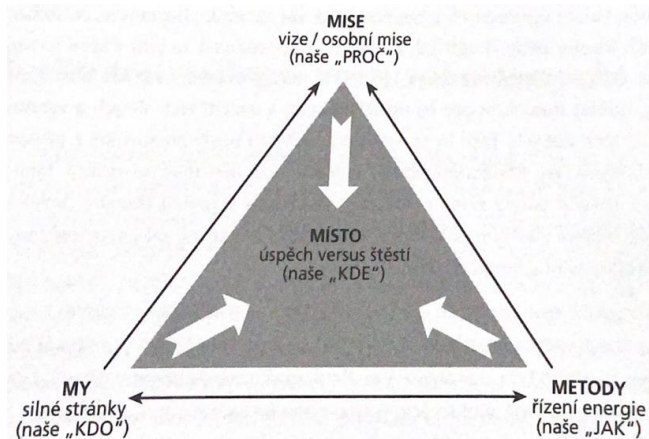 MISE
vize / osobní mise
(naše „PROČ“)
MÍSTO
úspěch versus štěstí
(naše „KDE“)
MY
silné stránky
(naše „KDO“)
METODY
řízení energie
(naše „JAK“)